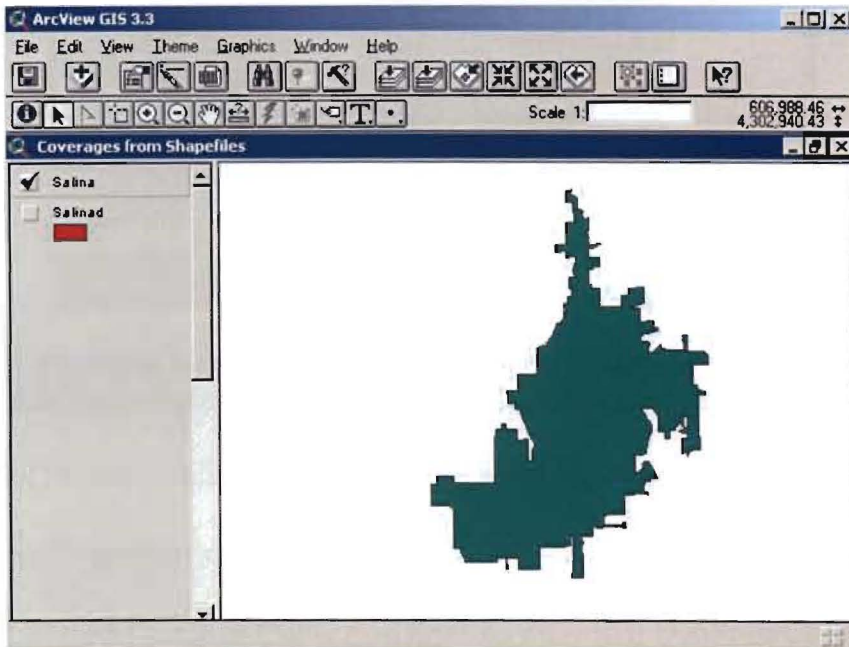 ArcView GIS 3.3
File Edit View Theme Graphics Window Help
Scale 1:
606,988.46
4,302,940.43
Coverages from Shapefiles
Salina
Salinad